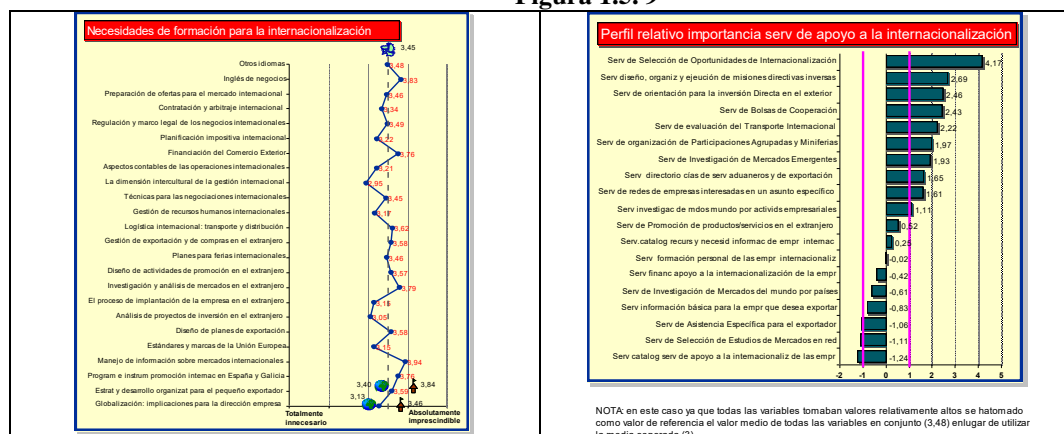 Figura 1.5. 9
Necesidades de formación para la internacionalización
3,45
Otros idiomas
3,48
Inglés de negocios
3,83
Preparación de ofertas para el mercado internacional
3,46
Contratación y arbitraje internacional
3,34
Regulación y marco legal de los negocios internacionales
3,49
Planificación impositiva internacional
3,22
Financiación del Comercio Exterior
3,76
Aspectos contables de las operaciones internacionales
3,21
La dimensión intercultural de la gestión internacional
2,95
Técnicas para las negociaciones internacionales
3,45
Gestión de recursos humanos internacionales
3,17
Logística internacional: transporte y distribución
3,62
Gestión de exportación y de compras en el extranjero
3,58
Planes para ferias internacionales
3,46
Diseño de actividades de promoción en el extranjero
3,57
Investigación y análisis de mercados en el extranjero
3,79
El proceso de implantación de la empresa en el extranjero
3,15
Análisis de proyectos de inversión en el extranjero
3,05
Diseño de planes de exportación
3,58
Estándares y marcas de la Unión Europea
3,15
Manejo de información sobre mercados internacionales
3,94
Program e instrum promoción internac en España y Galicia
3,76
3,40
3,84
Estrat y desarrollo organizat para el pequeño exportador
3,59
3,13
3,46
Globalización: implicaciones para la dirección empresa
Totalmente
innecesario
Absolutamente
imprescindible
Perfil relativo importancia serv de apoyo a la internacionalización
Serv de Selección de Oportunidades de Internacionalización
4,17
Serv diseño, organiz y ejecución de misiones directivas inversas
2,69
Serv de orientación para la inversión Directa en el exterior
2,46
Serv de Bolsas de Cooperación
2,43
Serv de evaluación del Transporte Internacional
2,22
Serv de organización de Participaciones Agrupadas y Miniferias
1,97
Serv de Investigación de Mercados Emergentes
1,93
Serv directorio cías de serv aduaneros y de exportación
1,65
Serv de redes de empresas interesadas en un asunto específico
1,61
Serv investigac de mdos mundo por activids empresariales
1,11
Serv de Promoción de productos/servicios en el extranjero
0,52
Serv.catalog recurs y necesid informac de empr internac
0,25
Serv formación personal de las empr internacionaliz
-0,02
Serv financ apoyo a la internacionalización de la empr
-0,42
Serv de Investigación de Mercados del mundo por países
-0,61
Serv información básica para la empr que desea exportar
-0,83
Serv de Asistencia Específica para el exportador
-1,06
Serv de Selección de Estudios de Mercados en red
-1,11
Serv catalog serv de apoyo a la internacionaliz de las empr
-1,24
-2 -1 0 1 2 3 4 5
NOTA: en este caso ya que todas las variables tomaban valores relativamente altos se ha tomado
como valor de referencia el valor medio de todas las variables en conjunto (3,48) en lugar de utilizar
la media esperada (3)